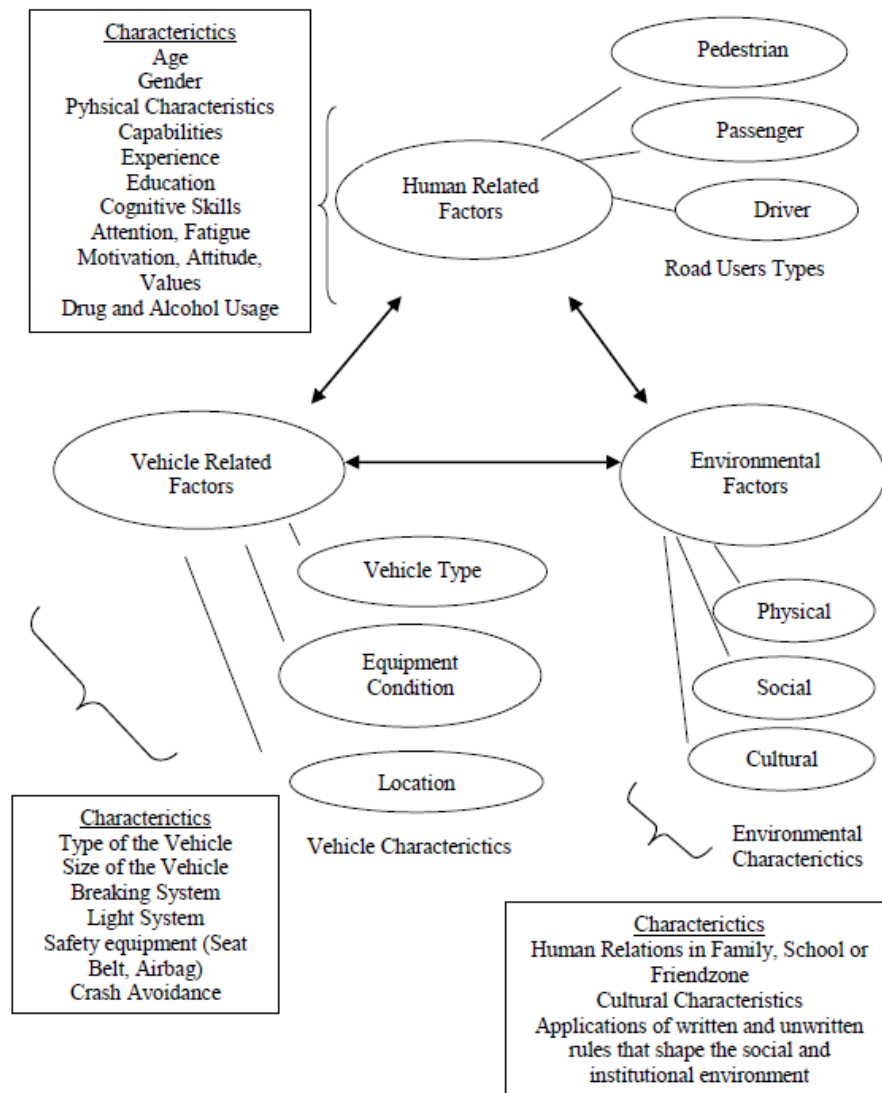 Characterictics
Age
Gender
Pyhsical Characteristics
Capabilities
Experience
Education
Cognitive Skills
Attention, Fatigue
Motivation, Attitude,
Values
Drug and Alcohol Usage
Pedestrian
Passenger
Human Related
Factors
Driver
Road Users Types
Vehicle Related
Factors
Environmental
Factors
Vehicle Type
Equipment
Condition
Location
Vehicle Characterictics
Physical
Social
Cultural
Environmental
Characterictics
Characterictics
Type of the Vehicle
Size of the Vehicle
Breaking System
Light System
Safety equipment (Seat
Belt, Airbag)
Crash Avoidance
Characterictics
Human Relations in Family, School or
Friendzone
Cultural Characteristics
Applications of written and unwritten
rules that shape the social and
institutional environment